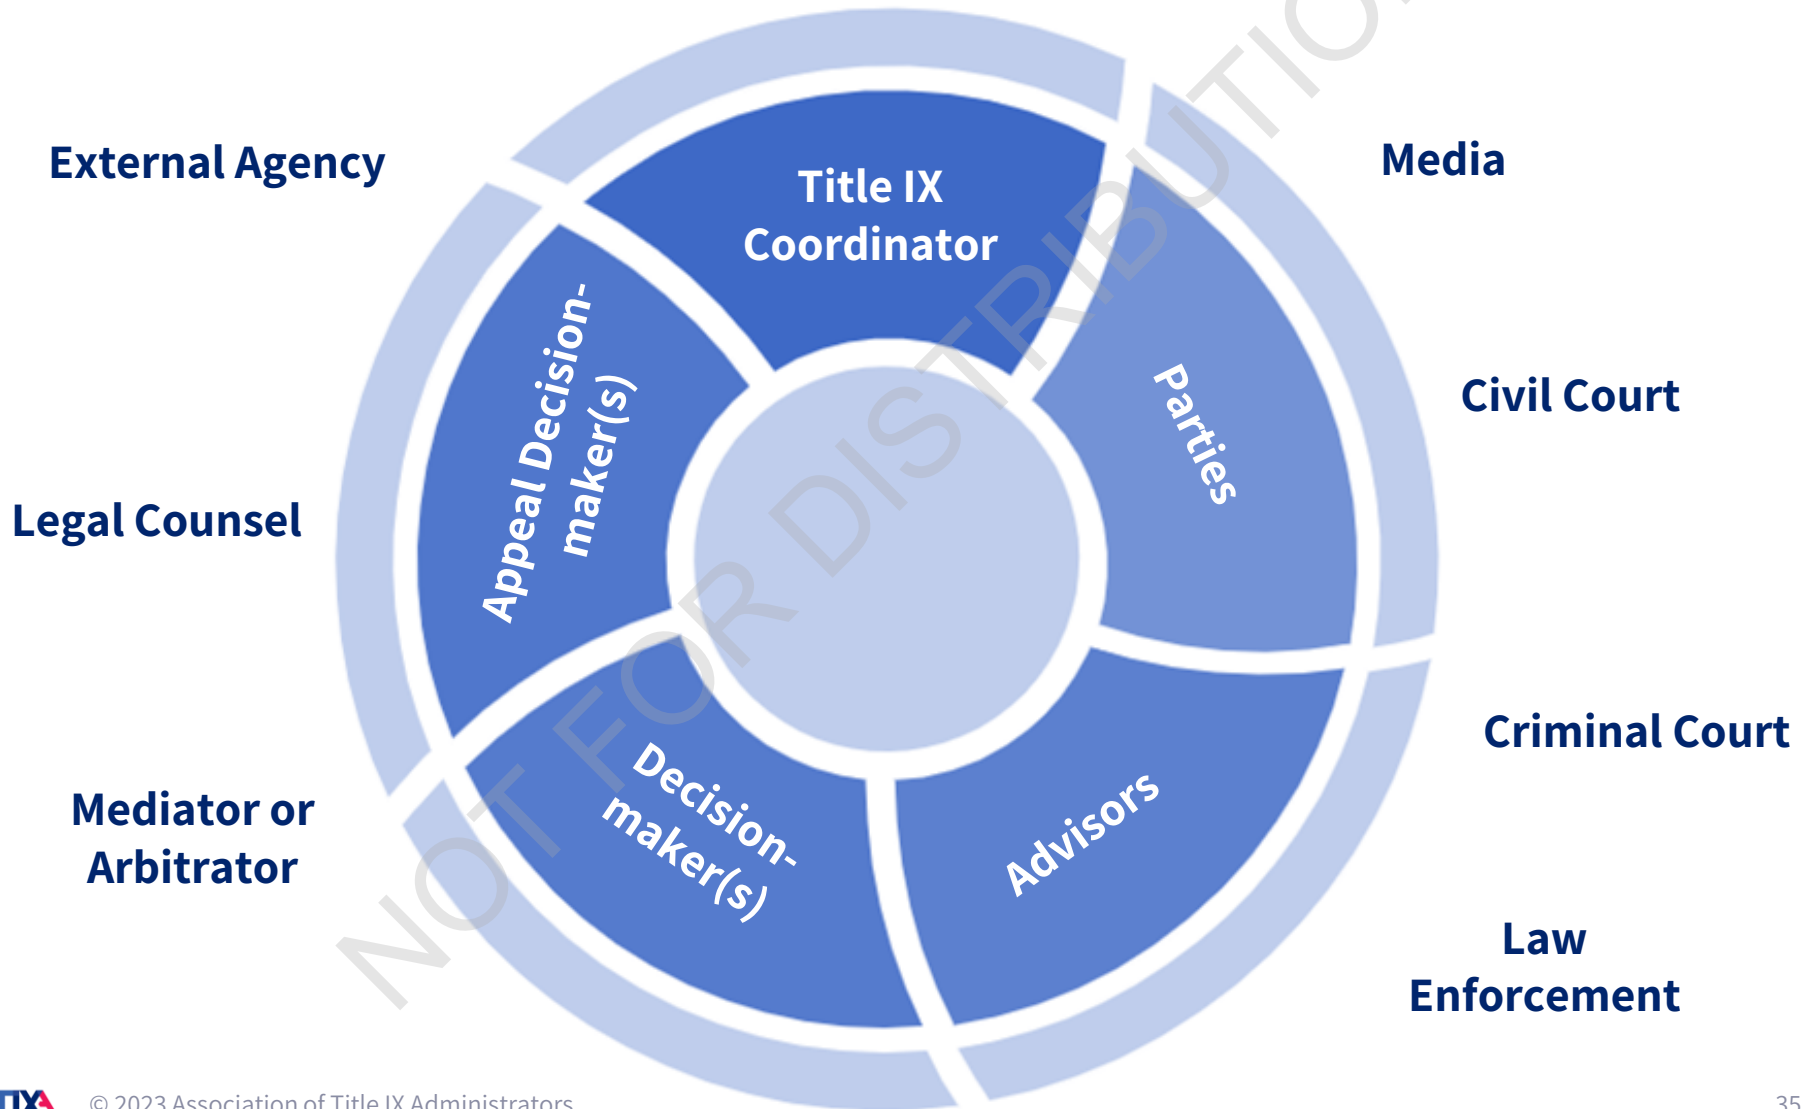 External Agency
Title IX
Coordinator
Media
Appeal Decision-
maker(s)
Parties
Civil Court
Legal Counsel
Criminal Court
Mediator or
Arbitrator
Decision-
maker(s)
Advisors
Law
Enforcement
NOT FOR DISTRIBUTIO
© 2023 Association of Title IX Administrators
35